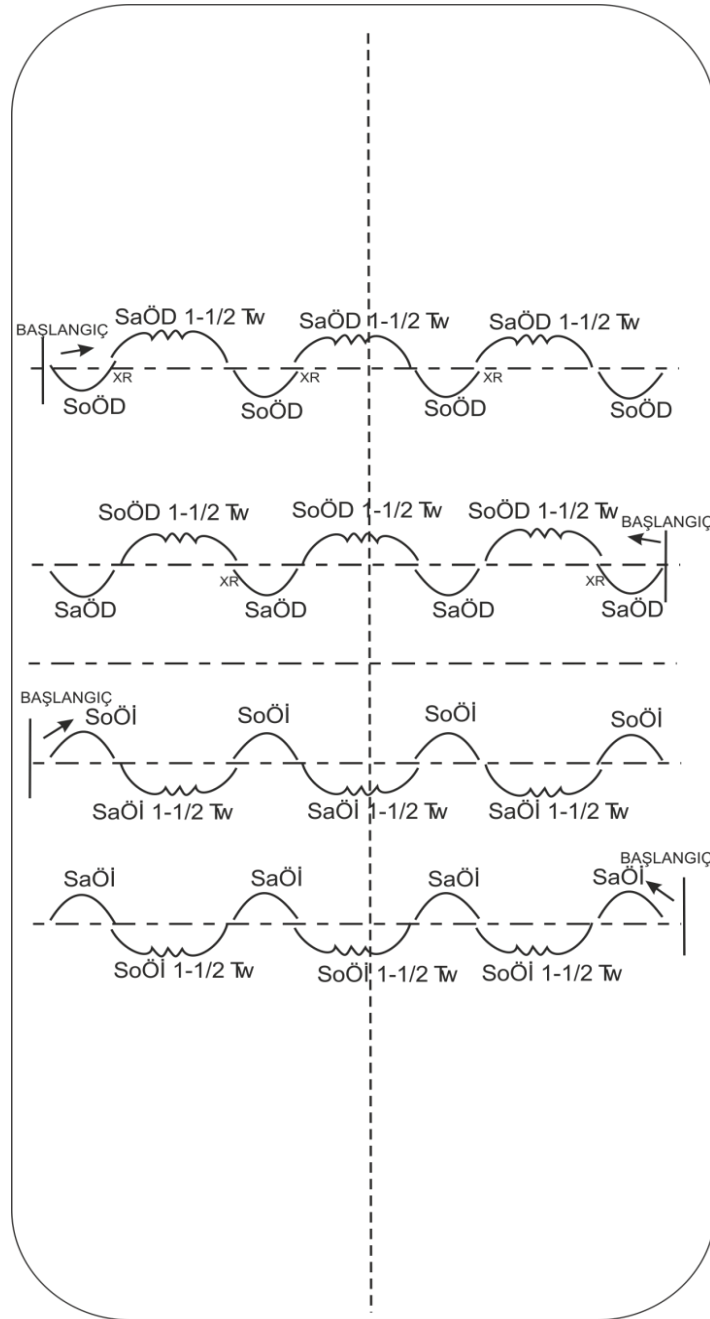 SaÖD 1-1/2 Tw SaÖD 1-1/2 Tw SaÖD 1-1/2 Tw
BAŞLANGIÇ
XR XR XR
SoÖD SoÖD SoÖD SoÖD
SoÖD 1-1/2 Tw SoÖD 1-1/2 Tw SoÖD 1-1/2 Tw
BAŞLANGIÇ
XR XR
SaÖD SaÖD SaÖD SaÖD
BAŞLANGIÇ
SoÖİ SoÖİ SoÖİ SoÖİ
SaÖİ 1-1/2 Tw SaÖİ 1-1/2 Tw SaÖİ 1-1/2 Tw
BAŞLANGIÇ
SaÖİ SaÖİ SaÖİ SaÖİ
SoÖİ 1-1/2 Tw SoÖİ 1-1/2 Tw SoÖİ 1-1/2 Tw